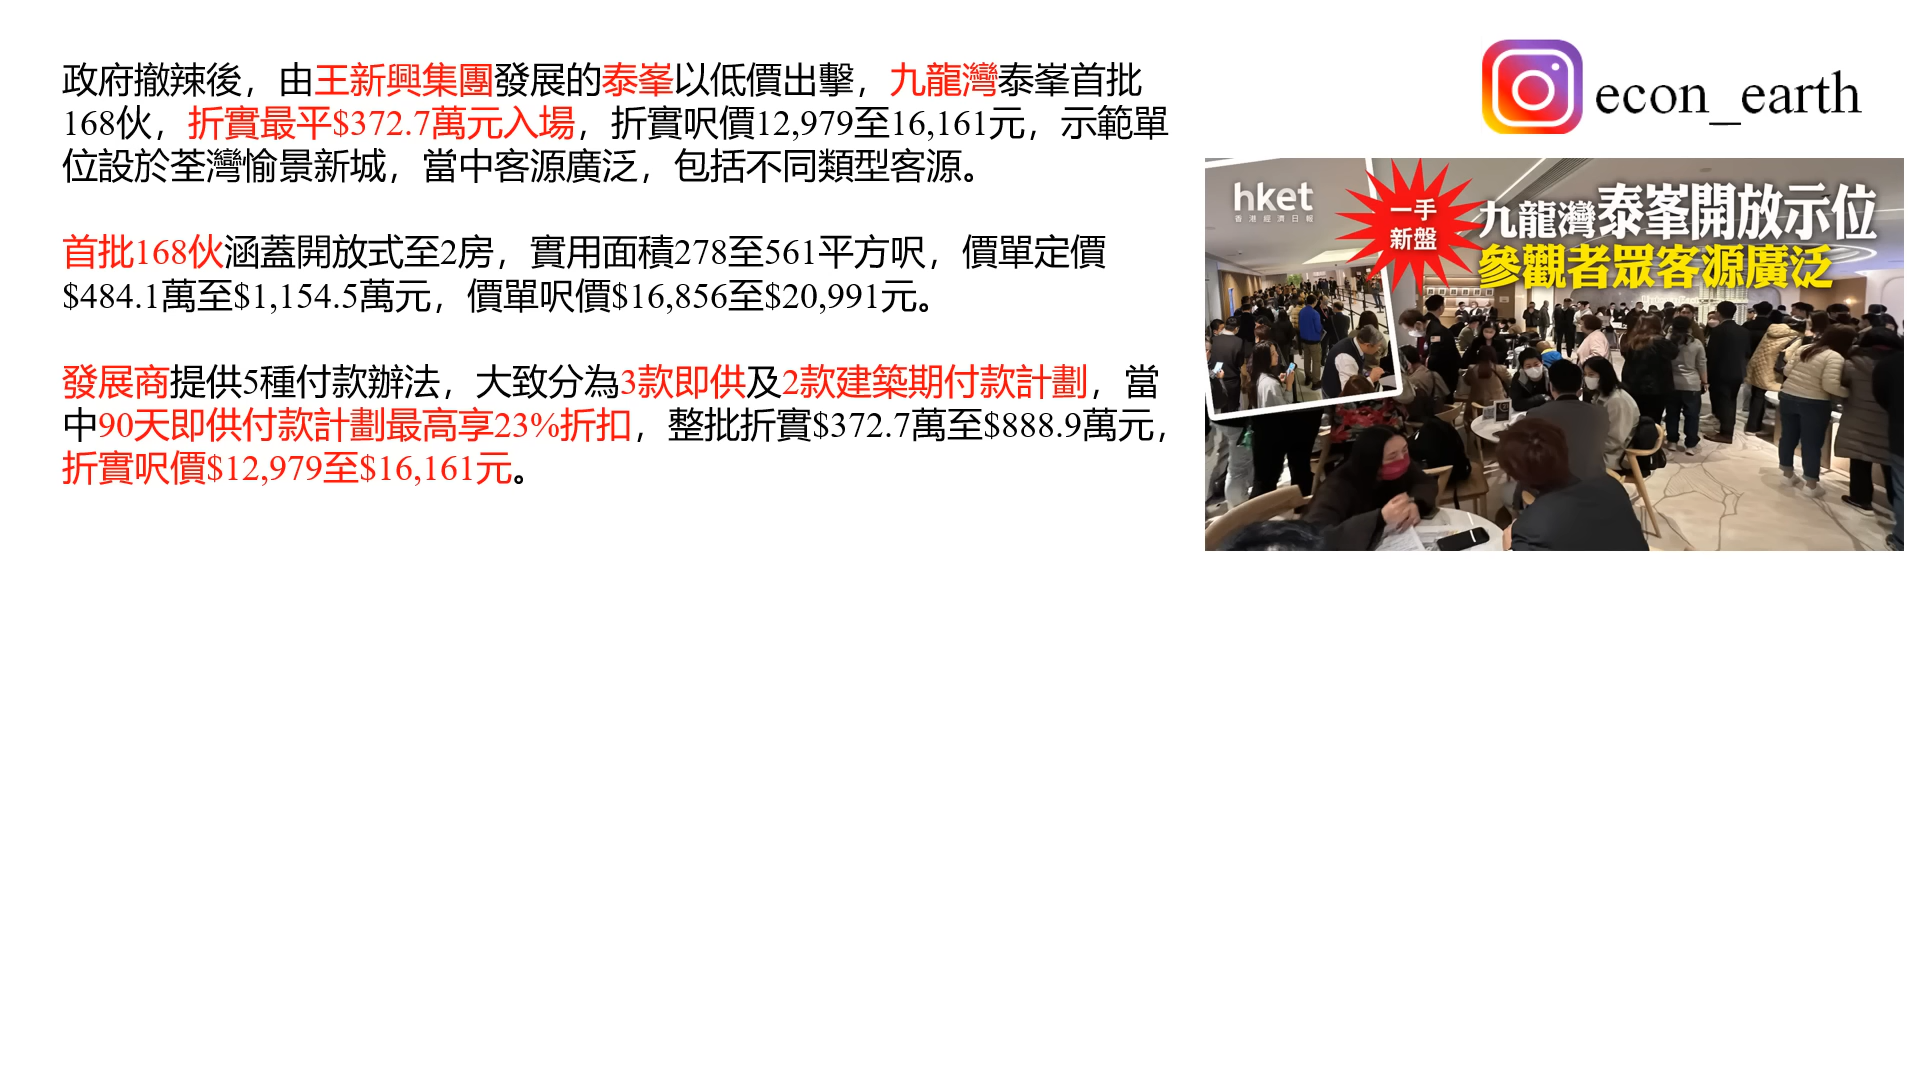 政府撤辣後，由王新興集團發展的泰峯以低價出擊，九龍灣泰峯首批
168伙，折實最平$372.7萬元入場，折實呎價12,979至16,161元，示範單
位設於荃灣愉景新城，當中客源廣泛，包括不同類型客源。
首批168伙涵蓋開放式至2房，實用面積278至561平方呎，價單定價
$484.1萬至$1,154.5萬元，價單呎價$16,856至$20,991元。
發展商提供5種付款辦法，大致分為3款即供及2款建築期付款計劃，當
中90天即供付款計劃最高享23%折扣，整批折實$372.7萬至$888.9萬元，
折實呎價$12,979至$16,161元。
econ_earth
hket
香港經濟日報
一手
新盤
九龍灣泰峯開放示位
參觀者眾客源廣泛